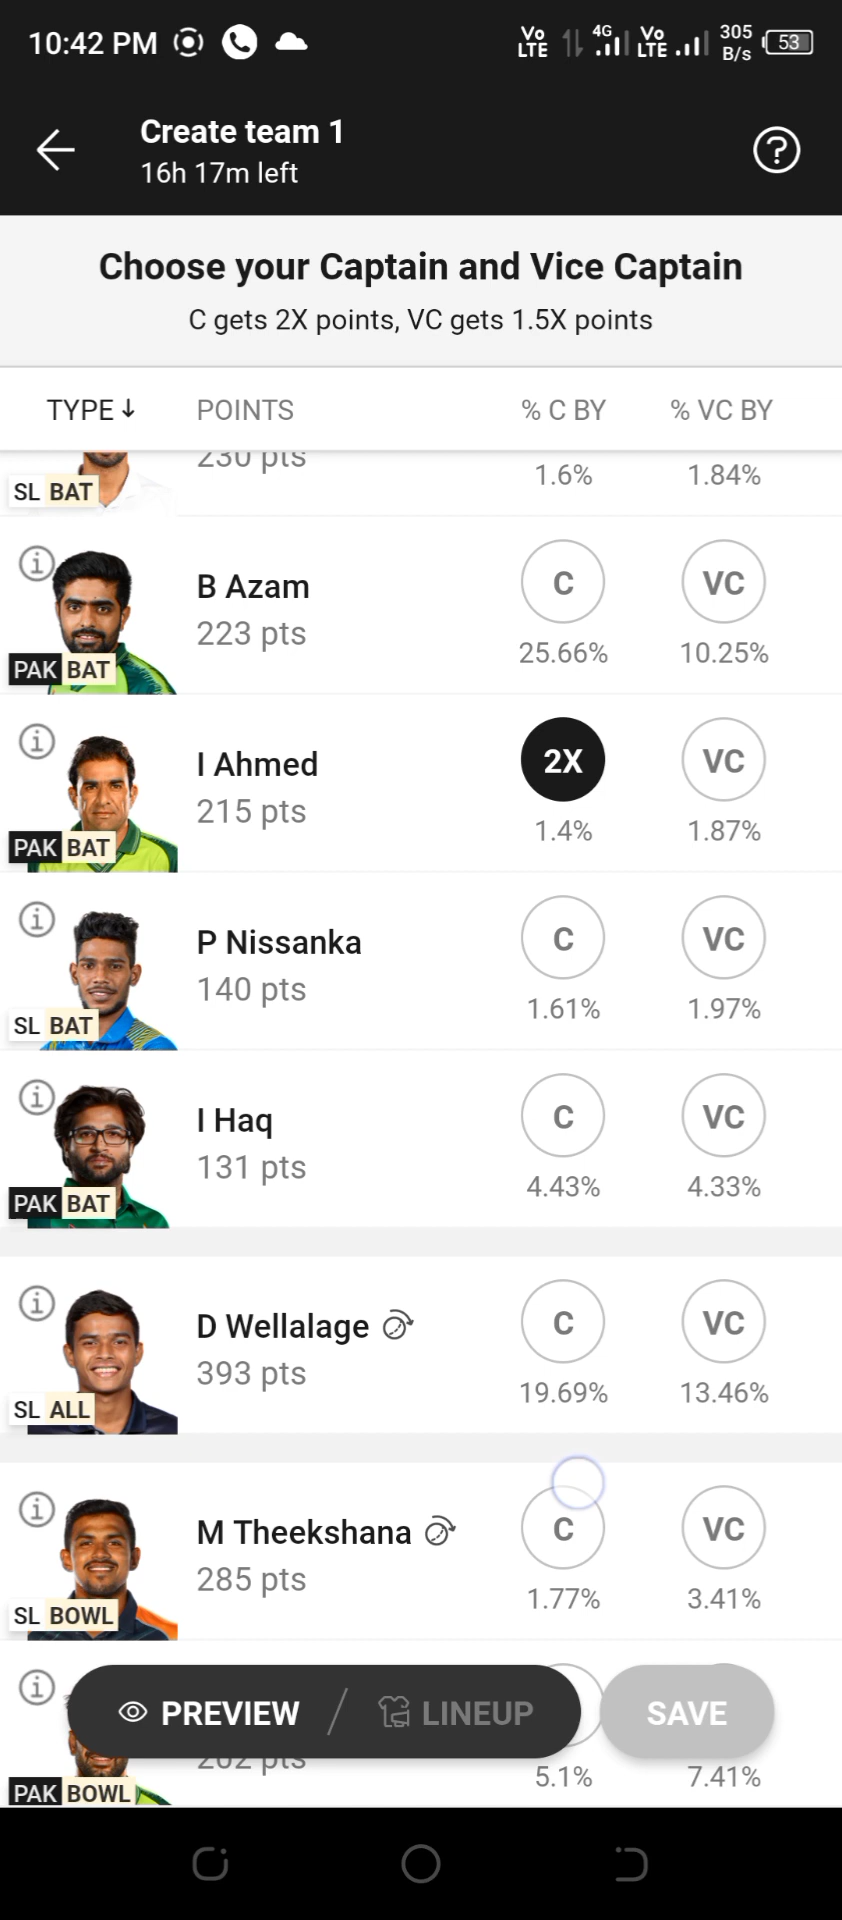 10:42 PM
Vo LTE 4G Vo LTE 305 B/s 53
Create team 1
16h 17m left
Choose your Captain and Vice Captain
C gets 2X points, VC gets 1.5X points
TYPE POINTS % C BY % VC BY
230 pts
1.6% 1.84%
SL BAT
B Azam C VC
223 pts
25.66% 10.25%
PAK BAT
I Ahmed 2X VC
215 pts
1.4% 1.87%
PAK BAT
P Nissanka C VC
140 pts
1.61% 1.97%
SL BAT
I Haq C VC
131 pts
4.43% 4.33%
PAK BAT
D Wellalage C VC
393 pts
19.69% 13.46%
SL ALL
M Theekshana C VC
285 pts
1.77% 3.41%
SL BOWL
PREVIEW / LINEUP SAVE
202 pts
5.1% 7.41%
PAK BOWL